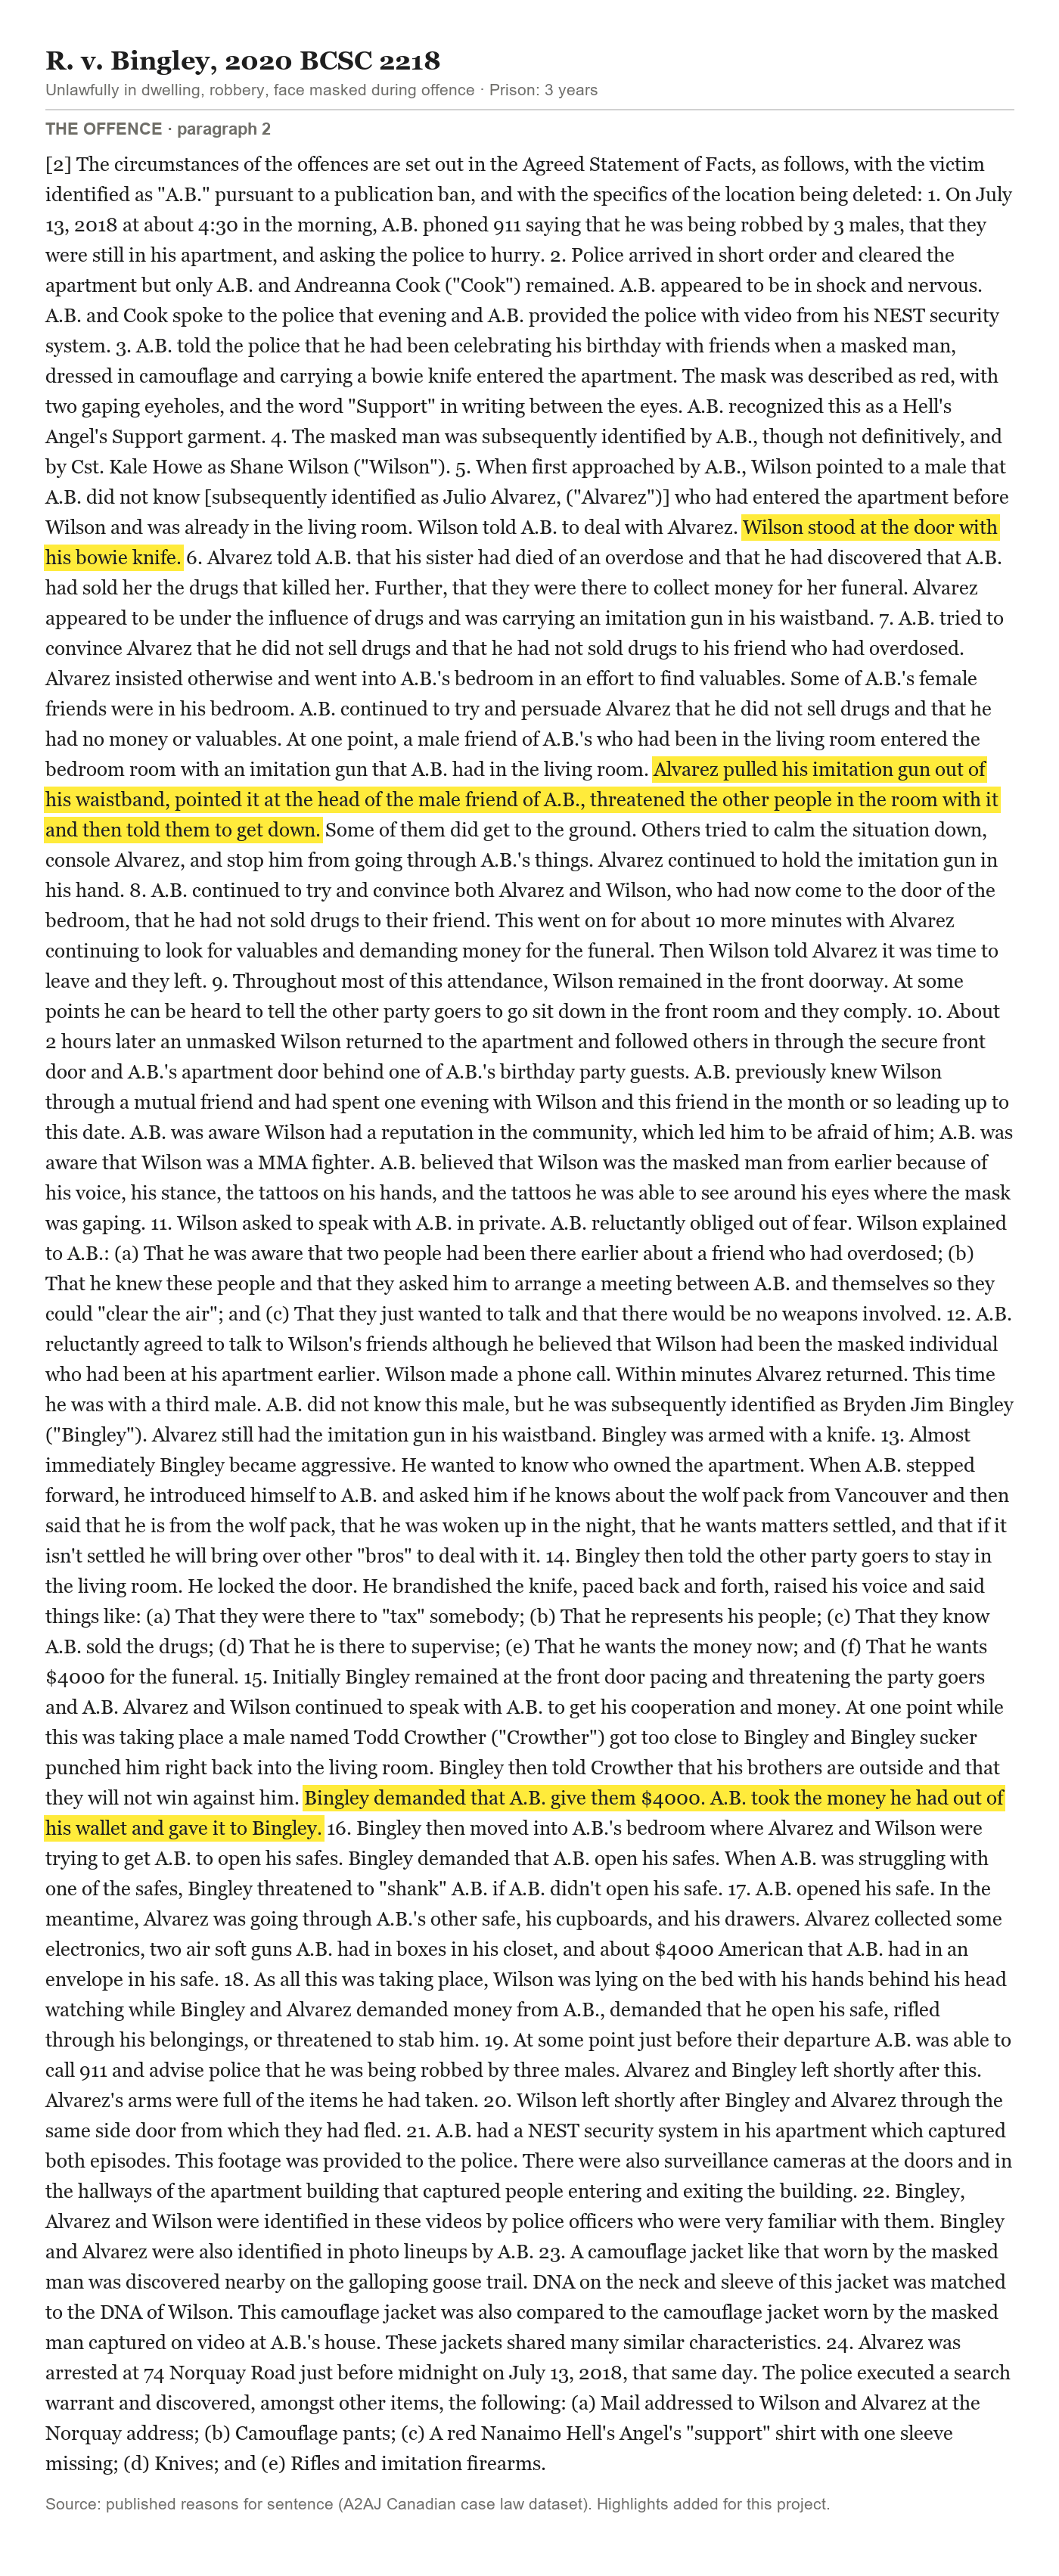 R. v. Bingley, 2020 BCSC 2218
Unlawfully in dwelling, robbery, face masked during offence · Prison: 3 years
THE OFFENCE · paragraph 2
[2] The circumstances of the offences are set out in the Agreed Statement of Facts, as follows, with the victim
identified as "A.B." pursuant to a publication ban, and with the specifics of the location being deleted: 1. On July
13, 2018 at about 4:30 in the morning, A.B. phoned 911 saying that he was being robbed by 3 males, that they
were still in his apartment, and asking the police to hurry. 2. Police arrived in short order and cleared the
apartment but only A.B. and Andreanna Cook ("Cook") remained. A.B. appeared to be in shock and nervous.
A.B. and Cook spoke to the police that evening and A.B. provided the police with video from his NEST security
system. 3. A.B. told the police that he had been celebrating his birthday with friends when a masked man,
dressed in camouflage and carrying a bowie knife entered the apartment. The mask was described as red, with
two gaping eyeholes, and the word "Support" in writing between the eyes. A.B. recognized this as a Hell's
Angel's Support garment. 4. The masked man was subsequently identified by A.B., though not definitively, and
by Cst. Kale Howe as Shane Wilson ("Wilson"). 5. When first approached by A.B., Wilson pointed to a male that
A.B. did not know [subsequently identified as Julio Alvarez, ("Alvarez")] who had entered the apartment before
Wilson and was already in the living room. Wilson told A.B. to deal with Alvarez. Wilson stood at the door with
his bowie knife. 6. Alvarez told A.B. that his sister had died of an overdose and that he had discovered that A.B.
had sold her the drugs that killed her. Further, that they were there to collect money for her funeral. Alvarez
appeared to be under the influence of drugs and was carrying an imitation gun in his waistband. 7. A.B. tried to
convince Alvarez that he did not sell drugs and that he had not sold drugs to his friend who had overdosed.
Alvarez insisted otherwise and went into A.B.'s bedroom in an effort to find valuables. Some of A.B.'s female
friends were in his bedroom. A.B. continued to try and persuade Alvarez that he did not sell drugs and that he
had no money or valuables. At one point, a male friend of A.B.'s who had been in the living room entered the
bedroom room with an imitation gun that A.B. had in the living room. Alvarez pulled his imitation gun out of
his waistband, pointed it at the head of the male friend of A.B., threatened the other people in the room with it
and then told them to get down. Some of them did get to the ground. Others tried to calm the situation down,
console Alvarez, and stop him from going through A.B.'s things. Alvarez continued to hold the imitation gun in
his hand. 8. A.B. continued to try and convince both Alvarez and Wilson, who had now come to the door of the
bedroom, that he had not sold drugs to their friend. This went on for about 10 more minutes with Alvarez
continuing to look for valuables and demanding money for the funeral. Then Wilson told Alvarez it was time to
leave and they left. 9. Throughout most of this attendance, Wilson remained in the front doorway. At some
points he can be heard to tell the other party goers to go sit down in the front room and they comply. 10. About
2 hours later an unmasked Wilson returned to the apartment and followed others in through the secure front
door and A.B.'s apartment door behind one of A.B.'s birthday party guests. A.B. previously knew Wilson
through a mutual friend and had spent one evening with Wilson and this friend in the month or so leading up to
this date. A.B. was aware Wilson had a reputation in the community, which led him to be afraid of him; A.B. was
aware that Wilson was a MMA fighter. A.B. believed that Wilson was the masked man from earlier because of
his voice, his stance, the tattoos on his hands, and the tattoos he was able to see around his eyes where the mask
was gaping. 11. Wilson asked to speak with A.B. in private. A.B. reluctantly obliged out of fear. Wilson explained
to A.B.: (a) That he was aware that two people had been there earlier about a friend who had overdosed; (b)
That he knew these people and that they asked him to arrange a meeting between A.B. and themselves so they
could "clear the air"; and (c) That they just wanted to talk and that there would be no weapons involved. 12. A.B.
reluctantly agreed to talk to Wilson's friends although he believed that Wilson had been the masked individual
who had been at his apartment earlier. Wilson made a phone call. Within minutes Alvarez returned. This time
he was with a third male. A.B. did not know this male, but he was subsequently identified as Bryden Jim Bingley
("Bingley"). Alvarez still had the imitation gun in his waistband. Bingley was armed with a knife. 13. Almost
immediately Bingley became aggressive. He wanted to know who owned the apartment. When A.B. stepped
forward, he introduced himself to A.B. and asked him if he knows about the wolf pack from Vancouver and then
said that he is from the wolf pack, that he was woken up in the night, that he wants matters settled, and that if it
isn't settled he will bring over other "bros" to deal with it. 14. Bingley then told the other party goers to stay in
the living room. He locked the door. He brandished the knife, paced back and forth, raised his voice and said
things like: (a) That they were there to "tax" somebody; (b) That he represents his people; (c) That they know
A.B. sold the drugs; (d) That he is there to supervise; (e) That he wants the money now; and (f) That he wants
$4000 for the funeral. 15. Initially Bingley remained at the front door pacing and threatening the party goers
and A.B. Alvarez and Wilson continued to speak with A.B. to get his cooperation and money. At one point while
this was taking place a male named Todd Crowther ("Crowther") got too close to Bingley and Bingley sucker
punched him right back into the living room. Bingley then told Crowther that his brothers are outside and that
they will not win against him. Bingley demanded that A.B. give them $4000. A.B. took the money he had out of
his wallet and gave it to Bingley. 16. Bingley then moved into A.B.'s bedroom where Alvarez and Wilson were
trying to get A.B. to open his safes. Bingley demanded that A.B. open his safes. When A.B. was struggling with
one of the safes, Bingley threatened to "shank" A.B. if A.B. didn't open his safe. 17. A.B. opened his safe. In the
meantime, Alvarez was going through A.B.'s other safe, his cupboards, and his drawers. Alvarez collected some
electronics, two air soft guns A.B. had in boxes in his closet, and about $4000 American that A.B. had in an
envelope in his safe. 18. As all this was taking place, Wilson was lying on the bed with his hands behind his head
watching while Bingley and Alvarez demanded money from A.B., demanded that he open his safe, rifled
through his belongings, or threatened to stab him. 19. At some point just before their departure A.B. was able to
call 911 and advise police that he was being robbed by three males. Alvarez and Bingley left shortly after this.
Alvarez's arms were full of the items he had taken. 20. Wilson left shortly after Bingley and Alvarez through the
same side door from which they had fled. 21. A.B. had a NEST security system in his apartment which captured
both episodes. This footage was provided to the police. There were also surveillance cameras at the doors and in
the hallways of the apartment building that captured people entering and exiting the building. 22. Bingley,
Alvarez and Wilson were identified in these videos by police officers who were very familiar with them. Bingley
and Alvarez were also identified in photo lineups by A.B. 23. A camouflage jacket like that worn by the masked
man was discovered nearby on the galloping goose trail. DNA on the neck and sleeve of this jacket was matched
to the DNA of Wilson. This camouflage jacket was also compared to the camouflage jacket worn by the masked
man captured on video at A.B.'s house. These jackets shared many similar characteristics. 24. Alvarez was
arrested at 74 Norquay Road just before midnight on July 13, 2018, that same day. The police executed a search
warrant and discovered, amongst other items, the following: (a) Mail addressed to Wilson and Alvarez at the
Norquay address; (b) Camouflage pants; (c) A red Nanaimo Hell's Angel's "support" shirt with one sleeve
missing; (d) Knives; and (e) Rifles and imitation firearms.
Source: published reasons for sentence (A2AJ Canadian case law dataset). Highlights added for this project.